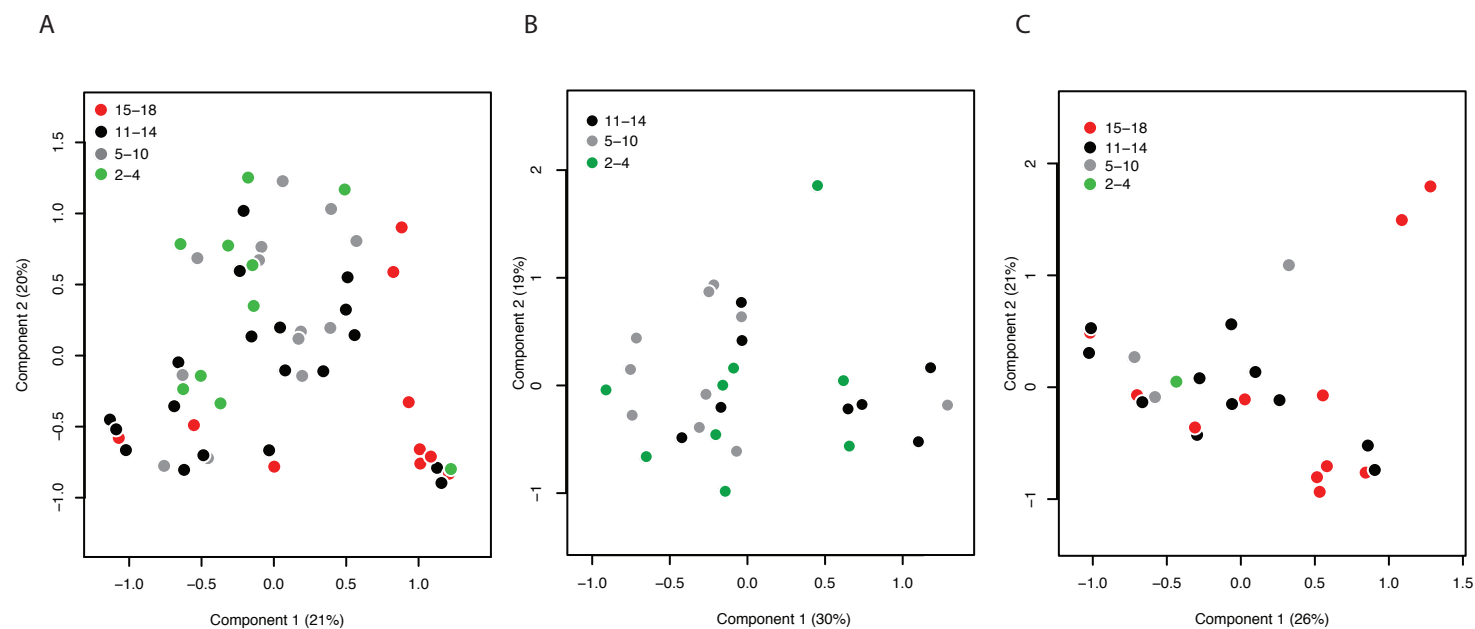 A
15−18
11−14
5−10
2−4
1.5
1.0
0.5
0.0
−0.5
−1.0
Component 2 (20%)
−1.0 −0.5 0.0 0.5 1.0
Component 1 (21%)
B
11−14
5−10
2−4
2
1
0
−1
Component 2 (19%)
−1.0 −0.5 0.0 0.5 1.0
Component 1 (30%)
C
15−18
11−14
5−10
2−4
2
1
0
−1
Component 2 (21%)
−1.0 −0.5 0.0 0.5 1.0 1.5
Component 1 (26%)